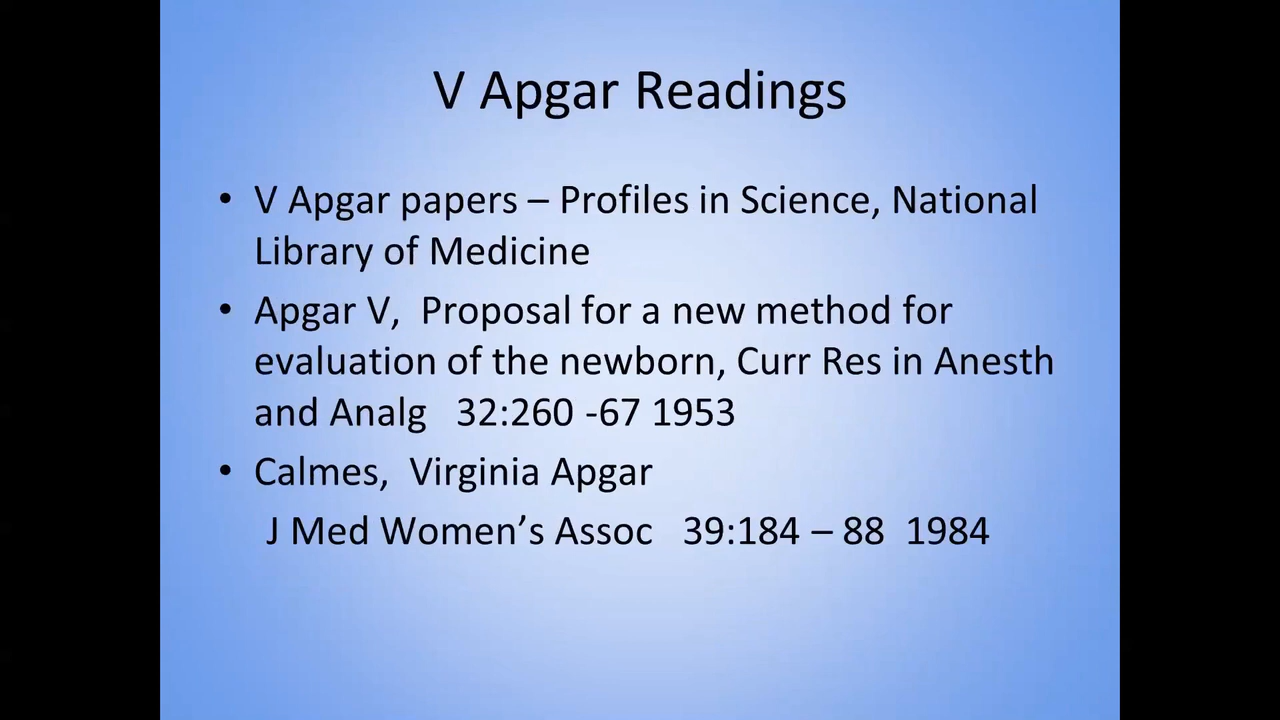 V Apgar Readings
• V Apgar papers – Profiles in Science, National
Library of Medicine
• Apgar V,  Proposal for a new method for
evaluation of the newborn, Curr Res in Anesth
and Analg   32:260 -67 1953
• Calmes,  Virginia Apgar
J Med Women’s Assoc   39:184 – 88  1984